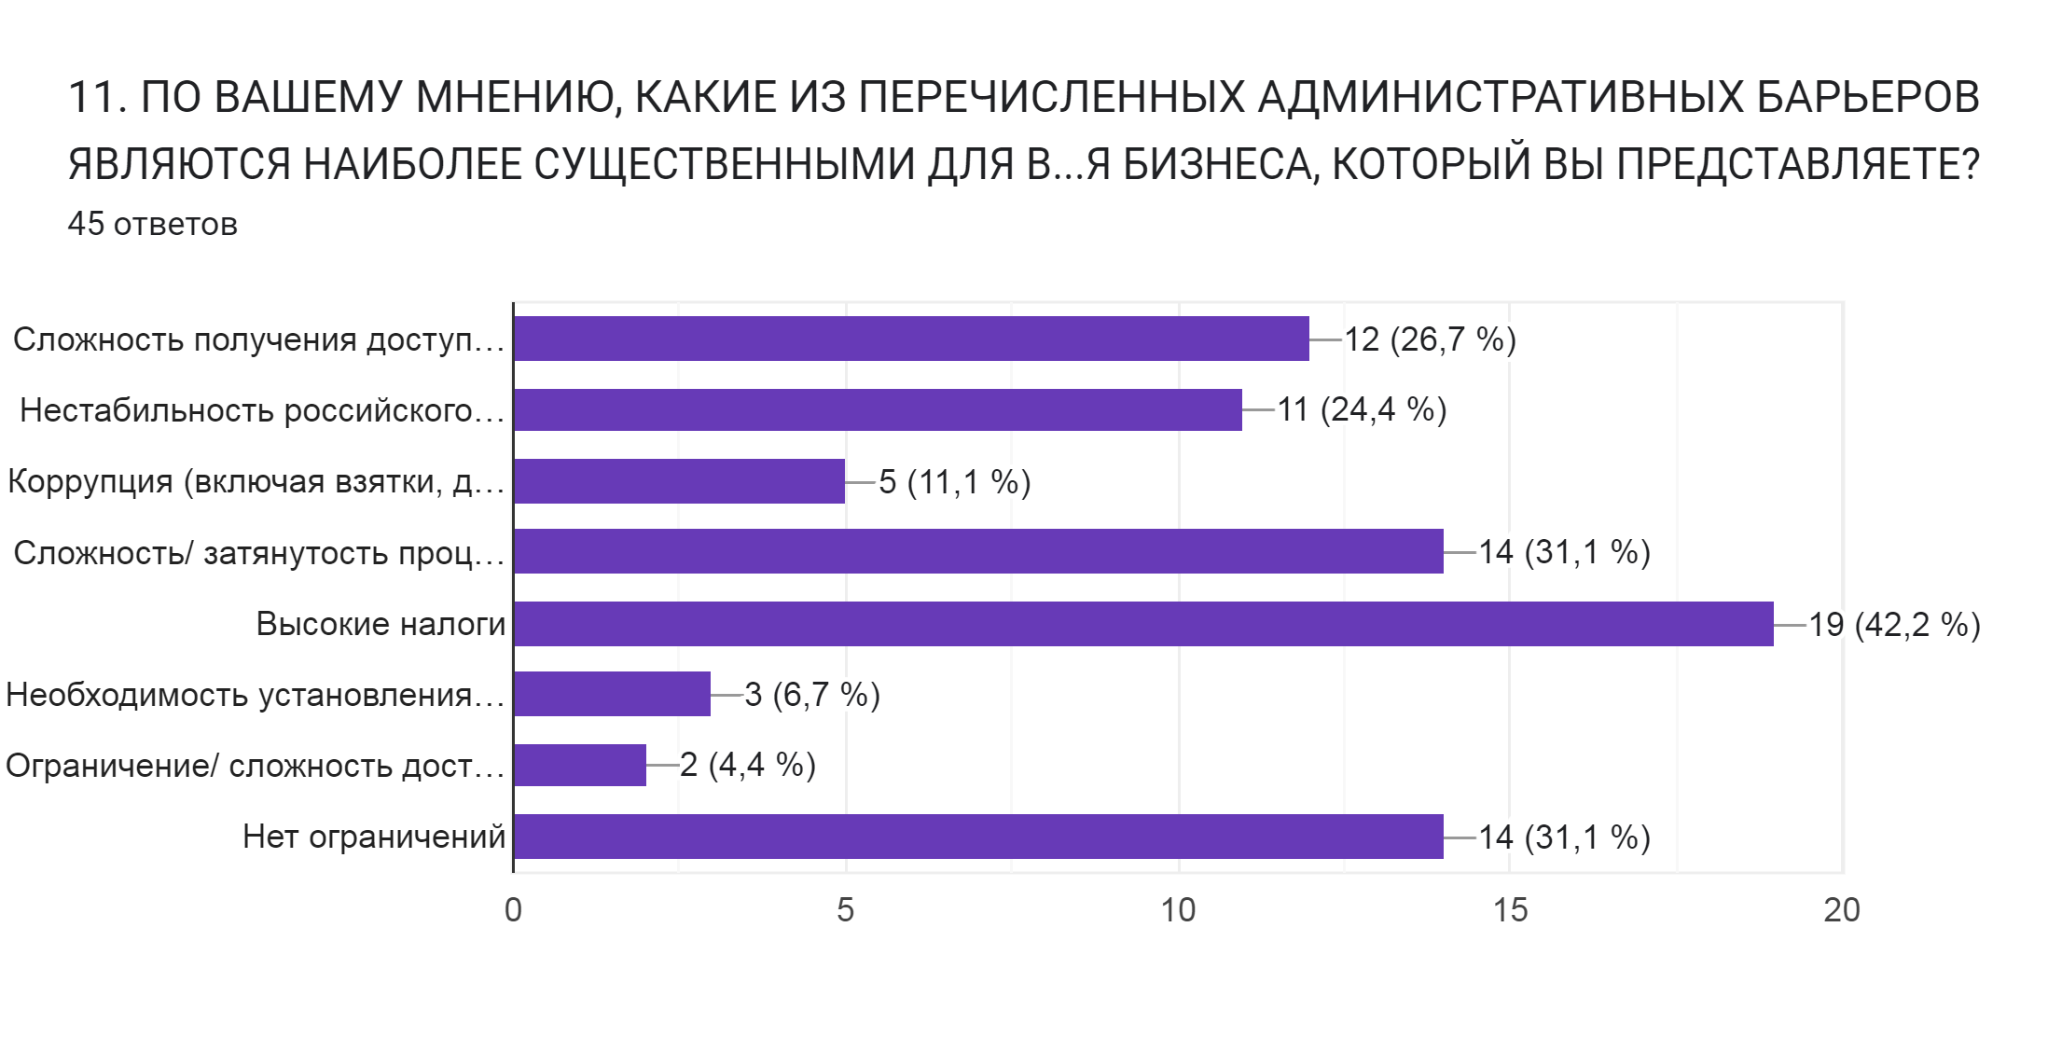 11. ПО ВАШЕМУ МНЕНИЮ, КАКИЕ ИЗ ПЕРЕЧИСЛЕННЫХ АДМИНИСТРАТИВНЫХ БАРЬЕРОВ
ЯВЛЯЮТСЯ НАИБОЛЕЕ СУЩЕСТВЕННЫМИ ДЛЯ В...Я БИЗНЕСА, КОТОРЫЙ ВЫ ПРЕДСТАВЛЯЕТЕ?
45 ответов
Сложность получения доступ… 12 (26,7 %)
Нестабильность российского… 11 (24,4 %)
Коррупция (включая взятки, д… 5 (11,1 %)
Сложность/ затянутость проц… 14 (31,1 %)
Высокие налоги 19 (42,2 %)
Необходимость установления… 3 (6,7 %)
Ограничение/ сложность дост… 2 (4,4 %)
Нет ограничений 14 (31,1 %)
0 5 10 15 20